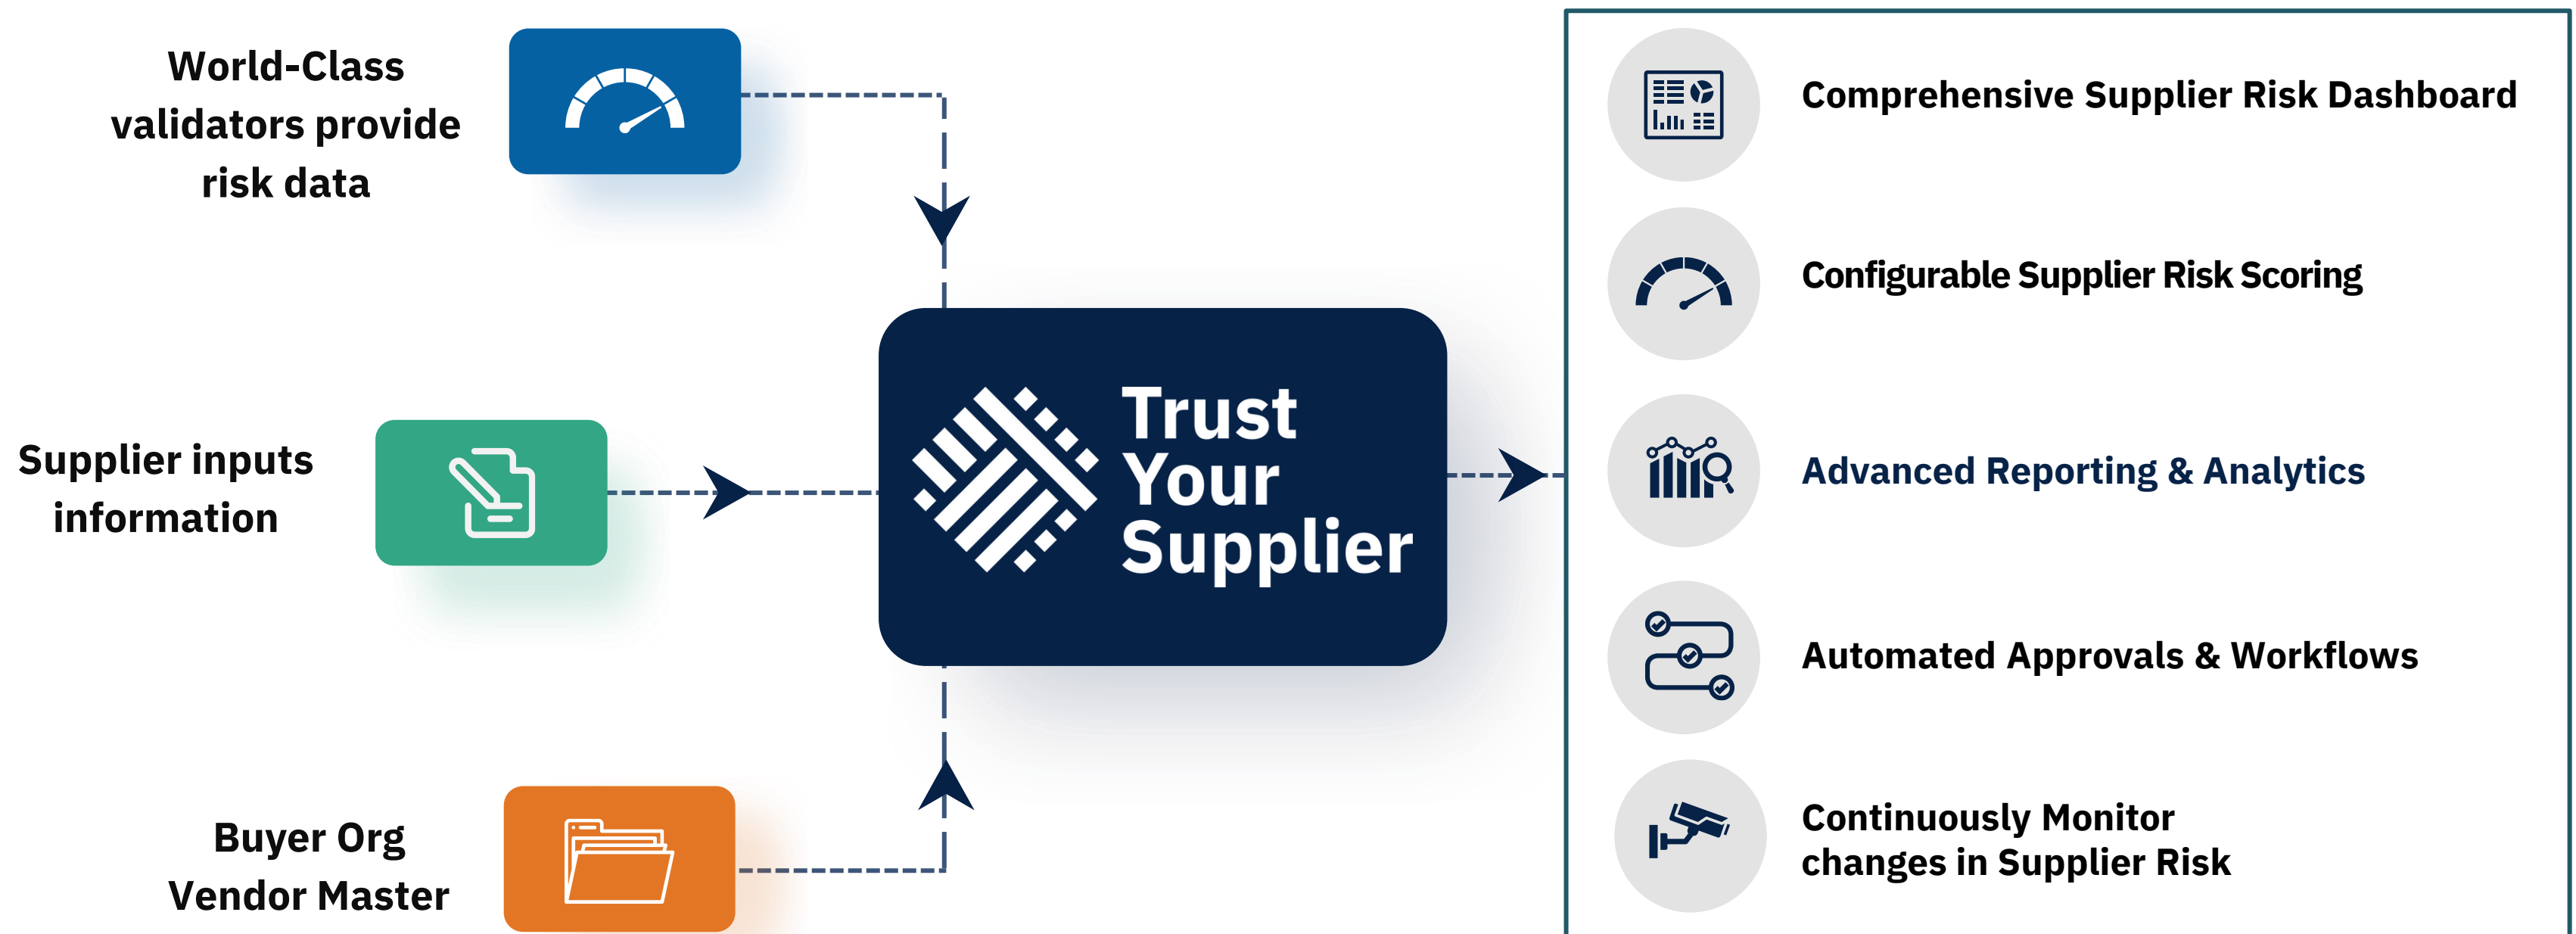 World-Class
validators provide
risk data
Supplier inputs
information
Buyer Org
Vendor Master
Trust
Your
Supplier
Comprehensive Supplier Risk Dashboard
Configurable Supplier Risk Scoring
Advanced Reporting & Analytics
Automated Approvals & Workflows
Continuously Monitor
changes in Supplier Risk